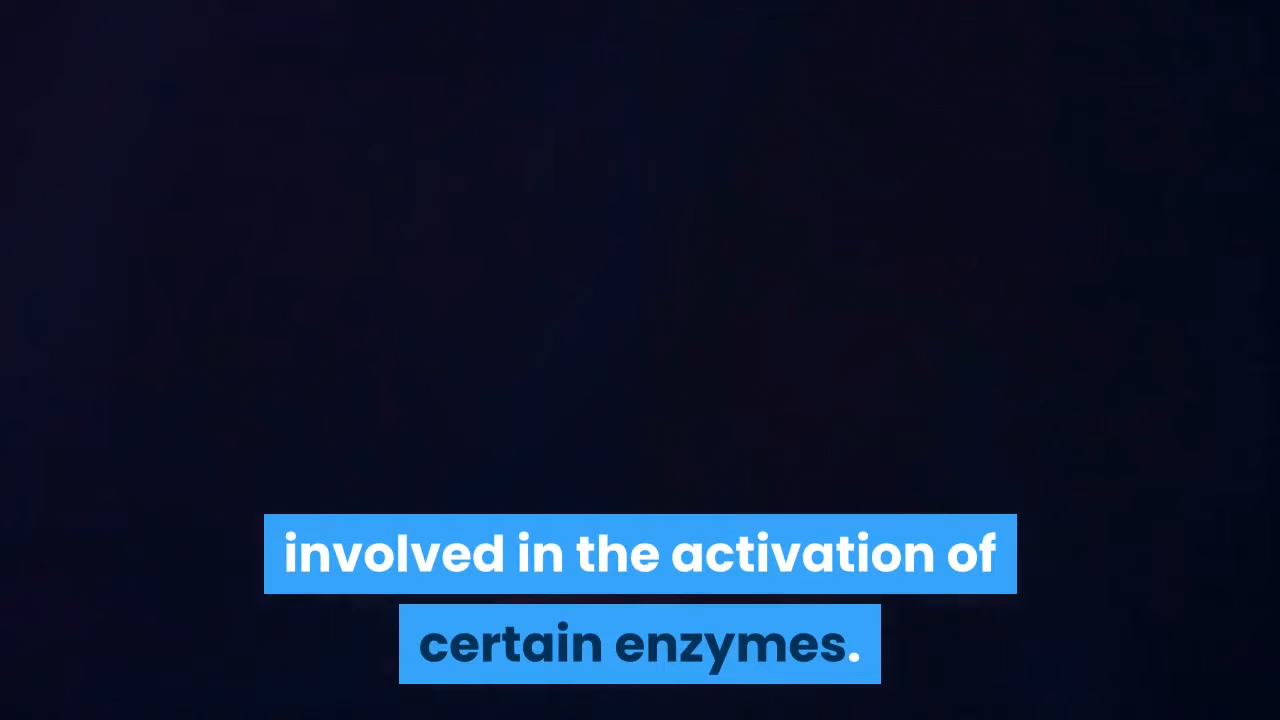 involved in the activation of
certain enzymes.